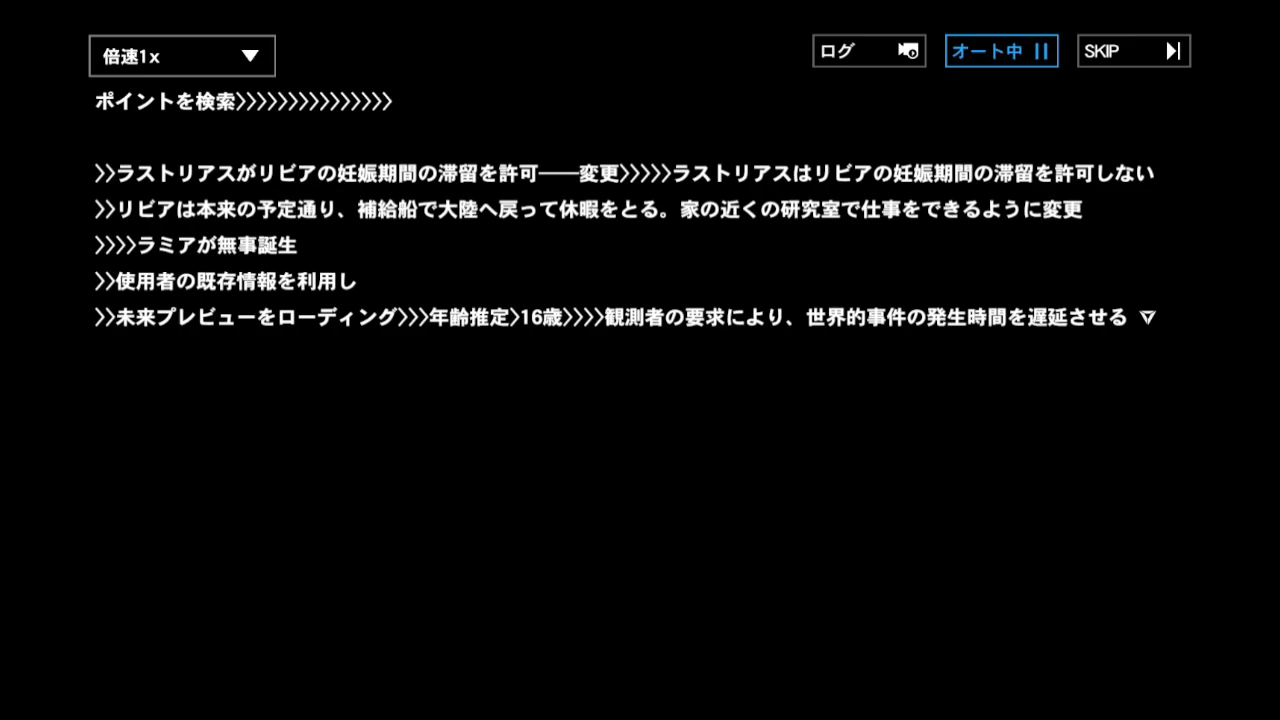 倍速1x
ログ
オート中
SKIP
ポイントを検索>>>>>>>>>>>>>>>
>>ラストリアスがリビアの妊娠期間の滞留を許可――変更>>>>>ラストリアスはリビアの妊娠期間の滞留を許可しない
>>リビアは本来の予定通り、補給船で大陸へ戻って休暇をとる。家の近くの研究室で仕事をできるように変更
>>>>ラミアが無事誕生
>>使用者の既存情報を利用し
>>未来プレビューをローディング>>>年齢推定>16歳>>>>観測者の要求により、世界的事件の発生時間を遅延させる